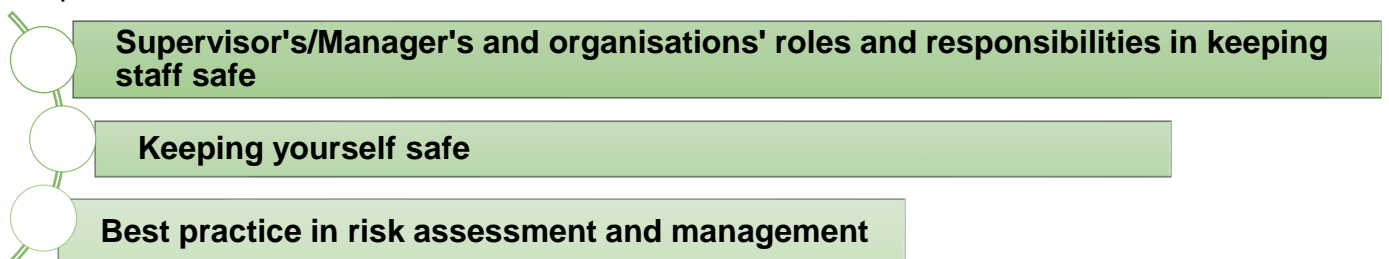 Supervisor's/Manager's and organisations' roles and responsibilities in keeping
staff safe
Keeping yourself safe
Best practice in risk assessment and management